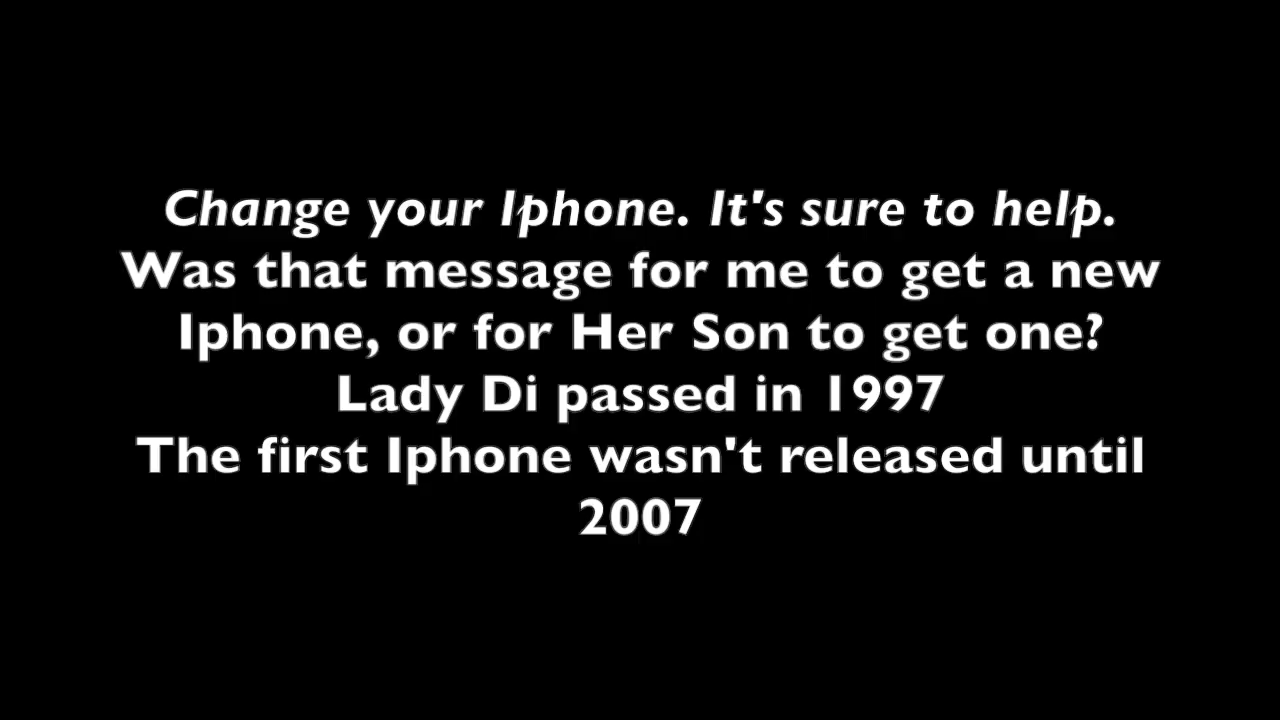 Change your Iphone. It's sure to help.
Was that message for me to get a new
Iphone, or for Her Son to get one?
Lady Di passed in 1997
The first Iphone wasn't released until
2007